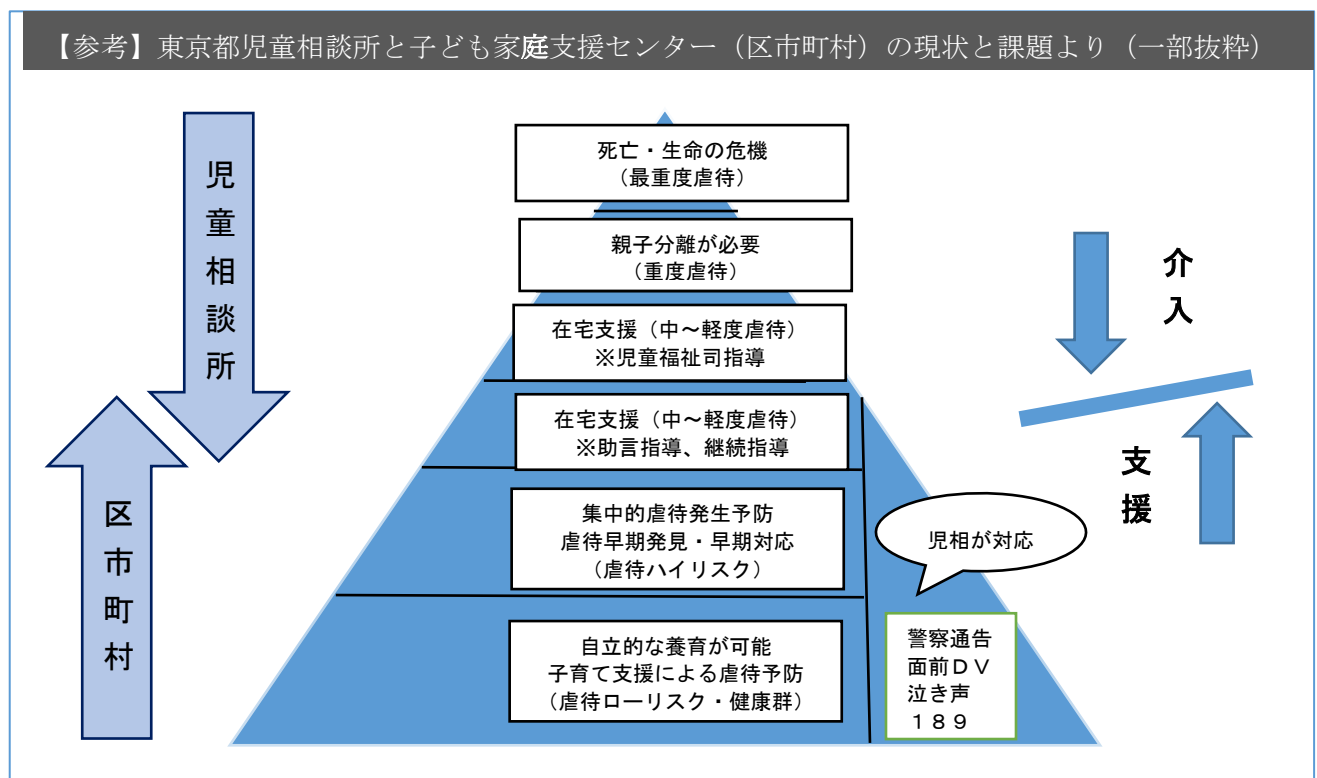 【参考】東京都児童相談所と子ども家庭支援センター（区市町村）の現状と課題より（一部抜粋）
児童相談所
区市町村
死亡・生命の危機
（最重度虐待）
親子分離が必要
（重度虐待）
在宅支援（中～軽度虐待）
※児童福祉司指導
在宅支援（中～軽度虐待）
※助言指導、継続指導
集中的虐待発生予防
虐待早期発見・早期対応
（虐待ハイリスク）
自立的な養育が可能
子育て支援による虐待予防
（虐待ローリスク・健康群）
介入
支援
児相が対応
警察通告
面前ＤＶ
泣き声
１８９